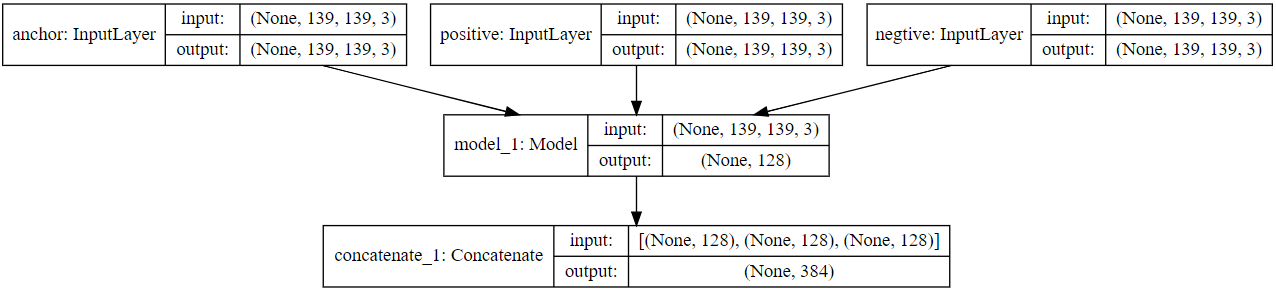 anchor: InputLayer
input: (None, 139, 139, 3)
output: (None, 139, 139, 3)
positive: InputLayer
input: (None, 139, 139, 3)
output: (None, 139, 139, 3)
negtive: InputLayer
input: (None, 139, 139, 3)
output: (None, 139, 139, 3)
model_1: Model
input: (None, 139, 139, 3)
output: (None, 128)
concatenate_1: Concatenate
input: [(None, 128), (None, 128), (None, 128)]
output: (None, 384)